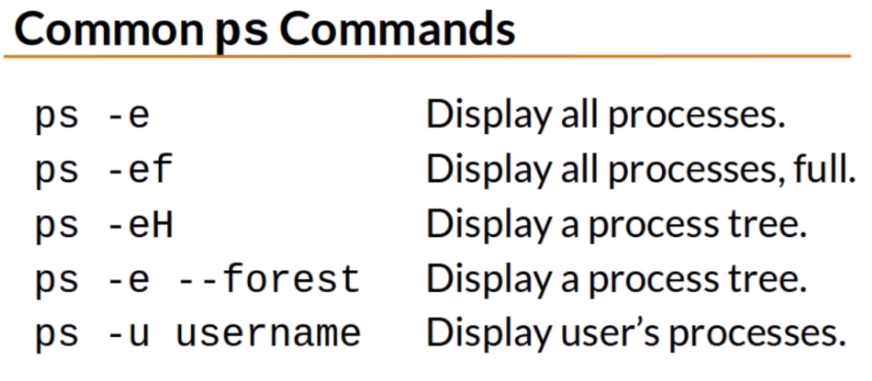 Common ps Commands
ps -e Display all processes.
ps -ef Display all processes, full.
ps -eH Display a process tree.
ps -e --forest Display a process tree.
ps -u username Display user’s processes.